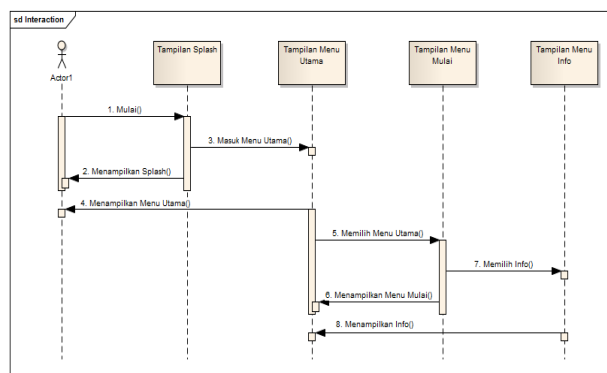 sd Interaction
Actor1
Tampilan Splash
Tampilan Menu
Utama
Tampilan Menu
Mulai
Tampilan Menu
Info
1. Mulai()
3. Masuk Menu Utama()
2. Menampilkan Splash()
4. Menampilkan Menu Utama()
5. Memilih Menu Utama()
7. Memilih Info()
6. Menampilkan Menu Mulai()
8. Menampilkan Info()